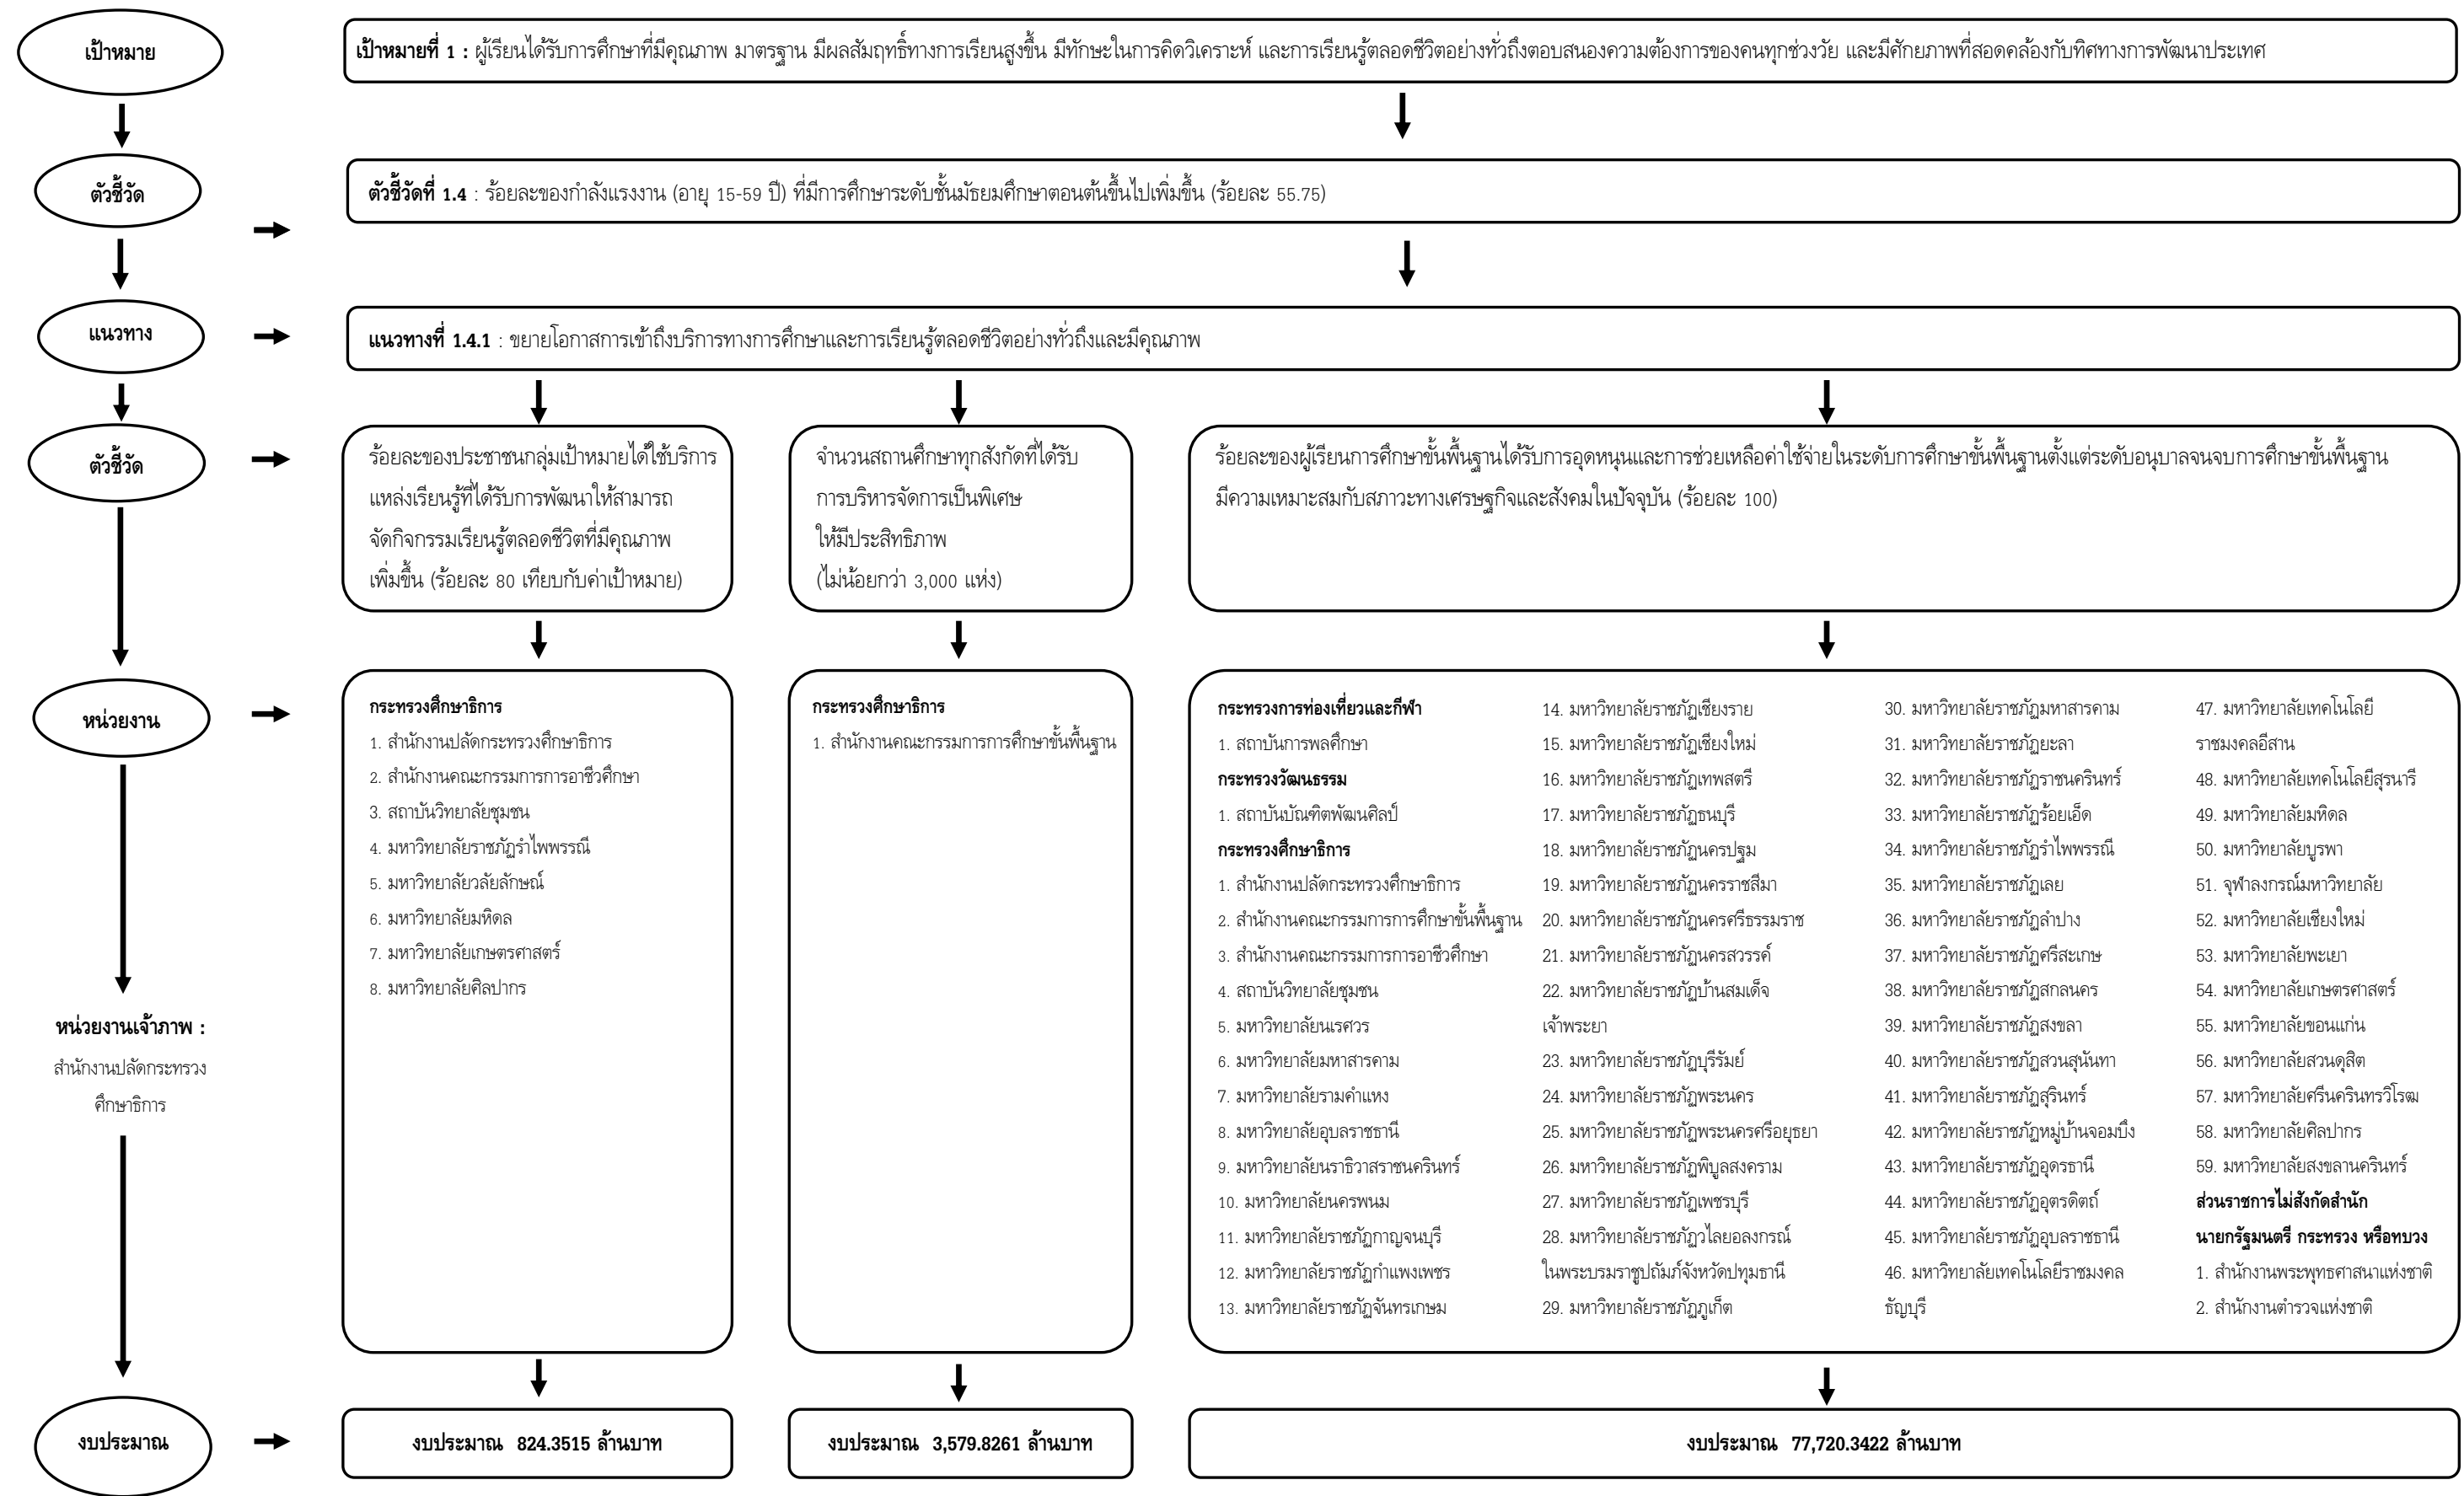 เป้าหมาย
เป้าหมายที่ 1 : ผู้เรียนได้รับการศึกษาที่มีคุณภาพ มาตรฐาน มีผลสัมฤทธิ์ทางการเรียนสูงขึ้น มีทักษะในการคิดวิเคราะห์ และการเรียนรู้ตลอดชีวิตอย่างทั่วถึงตอบสนองความต้องการของคนทุกช่วงวัย และมีศักยภาพที่สอดคล้องกับทิศทางการพัฒนาประเทศ
ตัวชี้วัด
ตัวชี้วัดที่ 1.4 : ร้อยละของกำลังแรงงาน (อายุ 15-59 ปี) ที่มีการศึกษาระดับชั้นมัธยมศึกษาตอนต้นขึ้นไปเพิ่มขึ้น (ร้อยละ 55.75)
แนวทาง
แนวทางที่ 1.4.1 : ขยายโอกาสการเข้าถึงบริการทางการศึกษาและการเรียนรู้ตลอดชีวิตอย่างทั่วถึงและมีคุณภาพ
ตัวชี้วัด
ร้อยละของประชาชนกลุ่มเป้าหมายได้ใช้บริการ
แหล่งเรียนรู้ที่ได้รับการพัฒนาให้สามารถ
จัดกิจกรรมเรียนรู้ตลอดชีวิตที่มีคุณภาพ
เพิ่มขึ้น (ร้อยละ 80 เทียบกับค่าเป้าหมาย)
จำนวนสถานศึกษาทุกสังกัดที่ได้รับ
การบริหารจัดการเป็นพิเศษ
ให้มีประสิทธิภาพ
(ไม่น้อยกว่า 3,000 แห่ง)
ร้อยละของผู้เรียนการศึกษาขั้นพื้นฐานได้รับการอุดหนุนและการช่วยเหลือค่าใช้จ่ายในระดับการศึกษาขั้นพื้นฐานตั้งแต่ระดับอนุบาลจนจบการศึกษาขั้นพื้นฐาน
มีความเหมาะสมกับสภาวะทางเศรษฐกิจและสังคมในปัจจุบัน (ร้อยละ 100)
หน่วยงาน
กระทรวงศึกษาธิการ
1. สำนักงานปลัดกระทรวงศึกษาธิการ
2. สำนักงานคณะกรรมการการอาชีวศึกษา
3. สถาบันวิทยาลัยชุมชน
4. มหาวิทยาลัยราชภัฏรำไพพรรณี
5. มหาวิทยาลัยวลัยลักษณ์
6. มหาวิทยาลัยมหิดล
7. มหาวิทยาลัยเกษตรศาสตร์
8. มหาวิทยาลัยศิลปากร
กระทรวงศึกษาธิการ
1. สำนักงานคณะกรรมการการศึกษาขั้นพื้นฐาน
กระทรวงการท่องเที่ยวและกีฬา
1. สถาบันการพลศึกษา
กระทรวงวัฒนธรรม
1. สถาบันบัณฑิตพัฒนศิลป์
กระทรวงศึกษาธิการ
1. สำนักงานปลัดกระทรวงศึกษาธิการ
2. สำนักงานคณะกรรมการการศึกษาขั้นพื้นฐาน
3. สำนักงานคณะกรรมการการอาชีวศึกษา
4. สถาบันวิทยาลัยชุมชน
5. มหาวิทยาลัยนเรศวร
6. มหาวิทยาลัยมหาสารคาม
7. มหาวิทยาลัยรามคำแหง
8. มหาวิทยาลัยอุบลราชธานี
9. มหาวิทยาลัยนราธิวาสราชนครินทร์
10. มหาวิทยาลัยนครพนม
11. มหาวิทยาลัยราชภัฏกาญจนบุรี
12. มหาวิทยาลัยราชภัฏกำแพงเพชร
13. มหาวิทยาลัยราชภัฏจันทรเกษม
14. มหาวิทยาลัยราชภัฏเชียงราย
15. มหาวิทยาลัยราชภัฏเชียงใหม่
16. มหาวิทยาลัยราชภัฏเทพสตรี
17. มหาวิทยาลัยราชภัฏธนบุรี
18. มหาวิทยาลัยราชภัฏนครปฐม
19. มหาวิทยาลัยราชภัฏนครราชสีมา
20. มหาวิทยาลัยราชภัฏนครศรีธรรมราช
21. มหาวิทยาลัยราชภัฏนครสวรรค์
22. มหาวิทยาลัยราชภัฏบ้านสมเด็จ
เจ้าพระยา
23. มหาวิทยาลัยราชภัฏบุรีรัมย์
24. มหาวิทยาลัยราชภัฏพระนคร
25. มหาวิทยาลัยราชภัฏพระนครศรีอยุธยา
26. มหาวิทยาลัยราชภัฏพิบูลสงคราม
27. มหาวิทยาลัยราชภัฏเพชรบุรี
28. มหาวิทยาลัยราชภัฏวไลยอลงกรณ์
ในพระบรมราชูปถัมภ์จังหวัดปทุมธานี
29. มหาวิทยาลัยราชภัฏภูเก็ต
30. มหาวิทยาลัยราชภัฏมหาสารคาม
31. มหาวิทยาลัยราชภัฏยะลา
32. มหาวิทยาลัยราชภัฏราชนครินทร์
33. มหาวิทยาลัยราชภัฏร้อยเอ็ด
34. มหาวิทยาลัยราชภัฏรำไพพรรณี
35. มหาวิทยาลัยราชภัฏเลย
36. มหาวิทยาลัยราชภัฏลำปาง
37. มหาวิทยาลัยราชภัฏศรีสะเกษ
38. มหาวิทยาลัยราชภัฏสกลนคร
39. มหาวิทยาลัยราชภัฏสงขลา
40. มหาวิทยาลัยราชภัฏสวนสุนันทา
41. มหาวิทยาลัยราชภัฏสุรินทร์
42. มหาวิทยาลัยราชภัฏหมู่บ้านจอมบึง
43. มหาวิทยาลัยราชภัฏอุดรธานี
44. มหาวิทยาลัยราชภัฏอุตรดิตถ์
45. มหาวิทยาลัยราชภัฏอุบลราชธานี
46. มหาวิทยาลัยเทคโนโลยีราชมงคล
ธัญบุรี
47. มหาวิทยาลัยเทคโนโลยี
ราชมงคลอีสาน
48. มหาวิทยาลัยเทคโนโลยีสุรนารี
49. มหาวิทยาลัยมหิดล
50. มหาวิทยาลัยบูรพา
51. จุฬาลงกรณ์มหาวิทยาลัย
52. มหาวิทยาลัยเชียงใหม่
53. มหาวิทยาลัยพะเยา
54. มหาวิทยาลัยเกษตรศาสตร์
55. มหาวิทยาลัยขอนแก่น
56. มหาวิทยาลัยสวนดุสิต
57. มหาวิทยาลัยศรีนครินทรวิโรฒ
58. มหาวิทยาลัยศิลปากร
59. มหาวิทยาลัยสงขลานครินทร์
ส่วนราชการไม่สังกัดสำนัก
นายกรัฐมนตรี กระทรวง หรือทบวง
1. สำนักงานพระพุทธศาสนาแห่งชาติ
2. สำนักงานตำรวจแห่งชาติ
หน่วยงานเจ้าภาพ :
สำนักงานปลัดกระทรวง
ศึกษาธิการ
งบประมาณ
งบประมาณ 824.3515 ล้านบาท
งบประมาณ 3,579.8261 ล้านบาท
งบประมาณ 77,720.3422 ล้านบาท